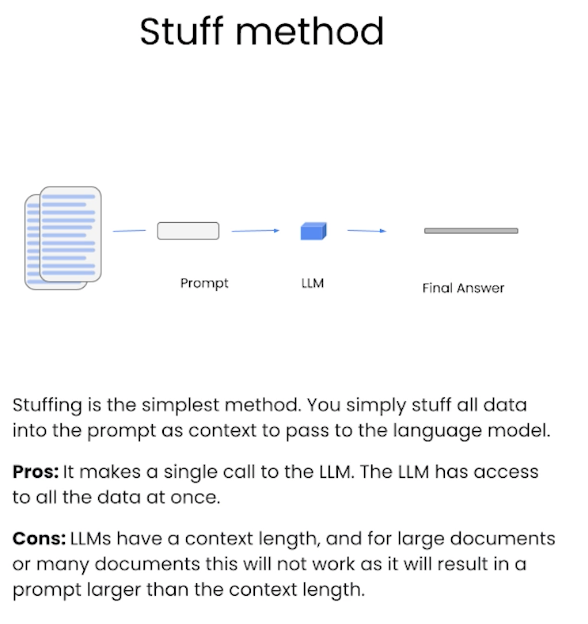 Stuff method
Prompt
LLM
Final Answer
Stuffing is the simplest method. You simply stuff all data
into the prompt as context to pass to the language model.
Pros: It makes a single call to the LLM. The LLM has access
to all the data at once.
Cons: LLMs have a context length, and for large documents
or many documents this will not work as it will result in a
prompt larger than the context length.